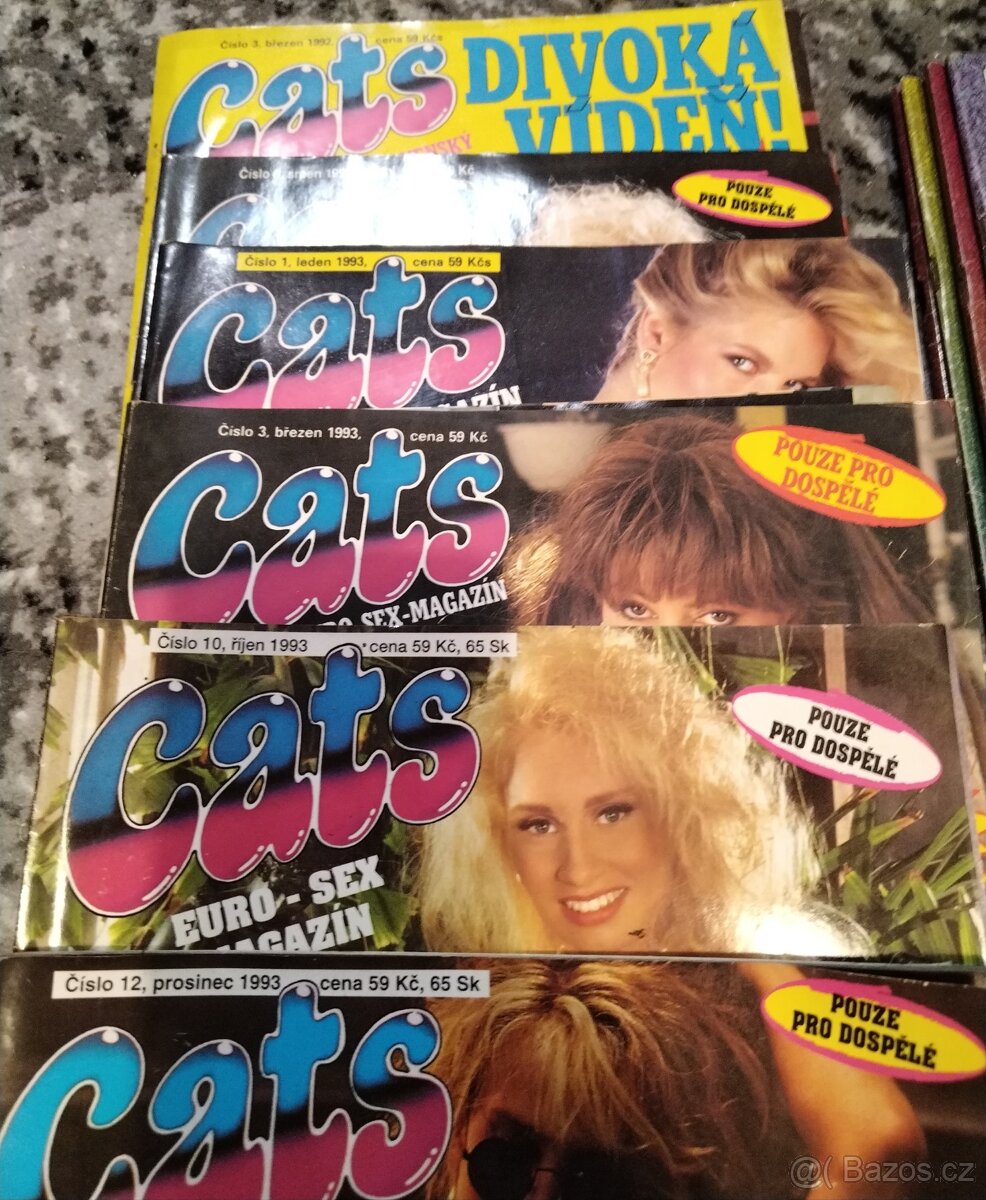 Číslo 3, březen 1992, cena 59 Kčs
Cats
DIVOKÁ
VÍDEŇ!
Číslo
Kč
POUZE
PRO DOSPĚLÉ
Číslo 1, leden 1993, cena 59 Kčs
Cats
Číslo 3, březen 1993, cena 59 Kč
Cats
SEX-MAGAZÍN
POUZE PRO
DOSPĚLÉ
Číslo 10, říjen 1993 cena 59 Kč, 65 Sk
Cats
EURO - SEX
MAGAZÍN
POUZE
PRO DOSPĚLÉ
Číslo 12, prosinec 1993 cena 59 Kč, 65 Sk
Cats
POUZE
PRO DOSPĚLÉ
Bazos.cz